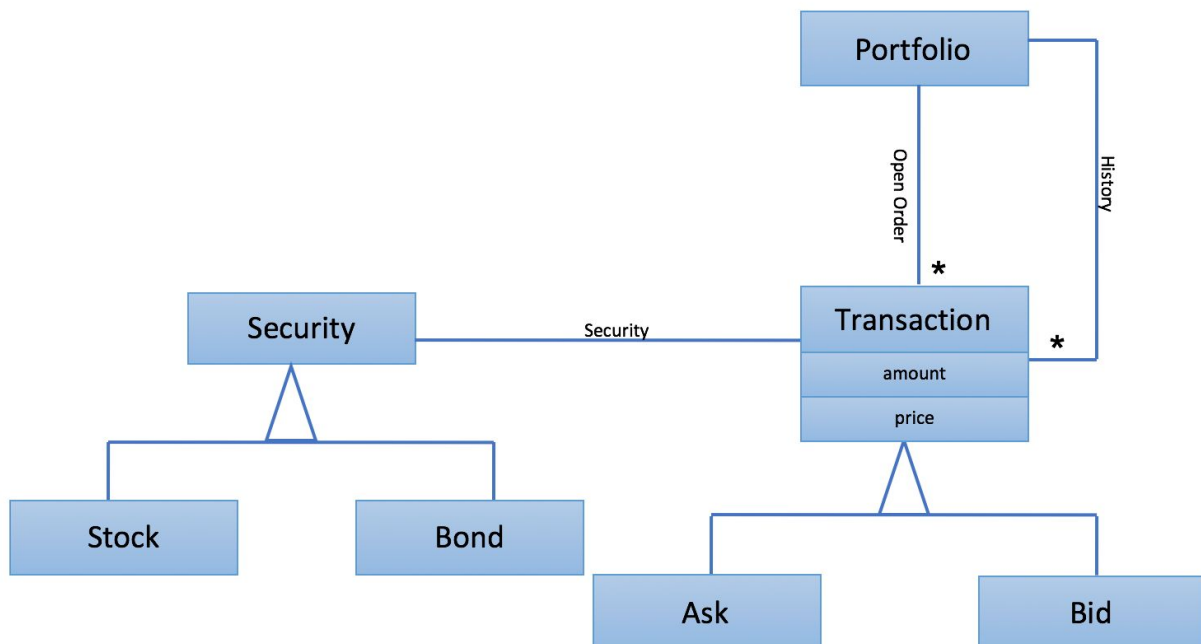 Portfolio
Open Order
History
*
Security
Security
Transaction
*
amount
price
Stock
Bond
Ask
Bid